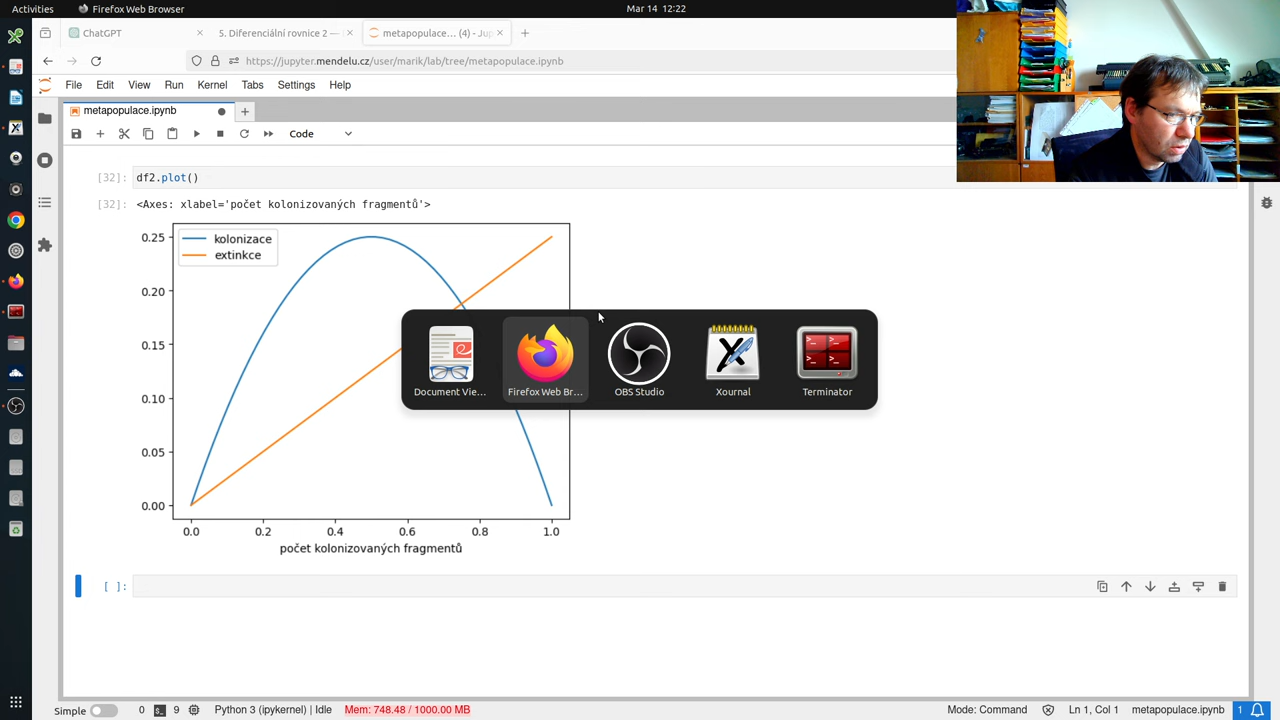 Activities Firefox Web Browser Mar 14 12:22
ChatGPT × 5. Diferenciální rovnice 2 — × metapopulace… (4) - Jup × +
https://jupyter.mendelu.cz/user/marik/lab/tree/metapopulace.ipynb
File Edit View Run Kernel Tabs Settings Help
metapopulace.ipynb
Code
[32]: df2.plot()
[32]: <Axes: xlabel='počet kolonizovaných fragmentů'>
kolonizace
extinkce
0.25
0.20
0.15
0.10
0.05
0.00
0.0 0.2 0.4 0.6 0.8 1.0
počet kolonizovaných fragmentů
Document Vie... Firefox Web Br... OBS Studio Xournal Terminator
[ ]:
Simple 0 9 Python 3 (ipykernel) | Idle Mem: 748.48 / 1000.00 MB Mode: Command Ln 1, Col 1 metapopulace.ipynb 1